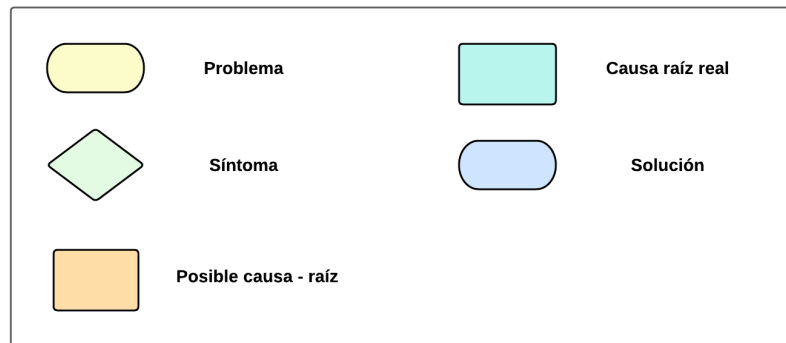 Problema
Causa raíz real
Síntoma
Solución
Posible causa - raíz